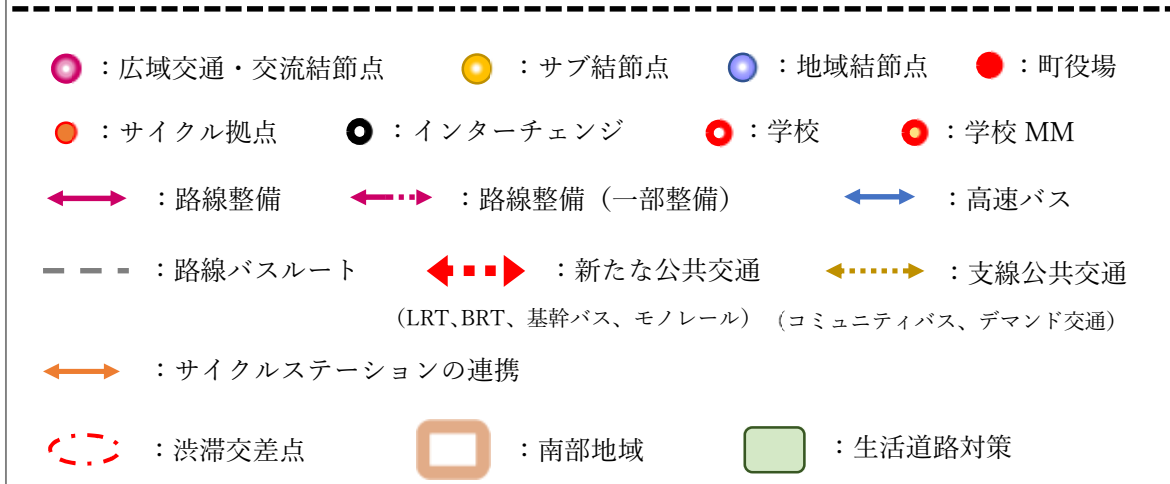 ：広域交通・交流結節点 ：サブ結節点 ：地域結節点 ：町役場
：サイクル拠点 ：インターチェンジ ：学校 ：学校 MM
：路線整備 ：路線整備（一部整備） ：高速バス
：路線バスルート ：新たな公共交通 ：支線公共交通
（LRT、BRT、基幹バス、モノレール） （コミュニティバス、デマンド交通）
：サイクルステーションの連携
：渋滞交差点 ：南部地域 ：生活道路対策